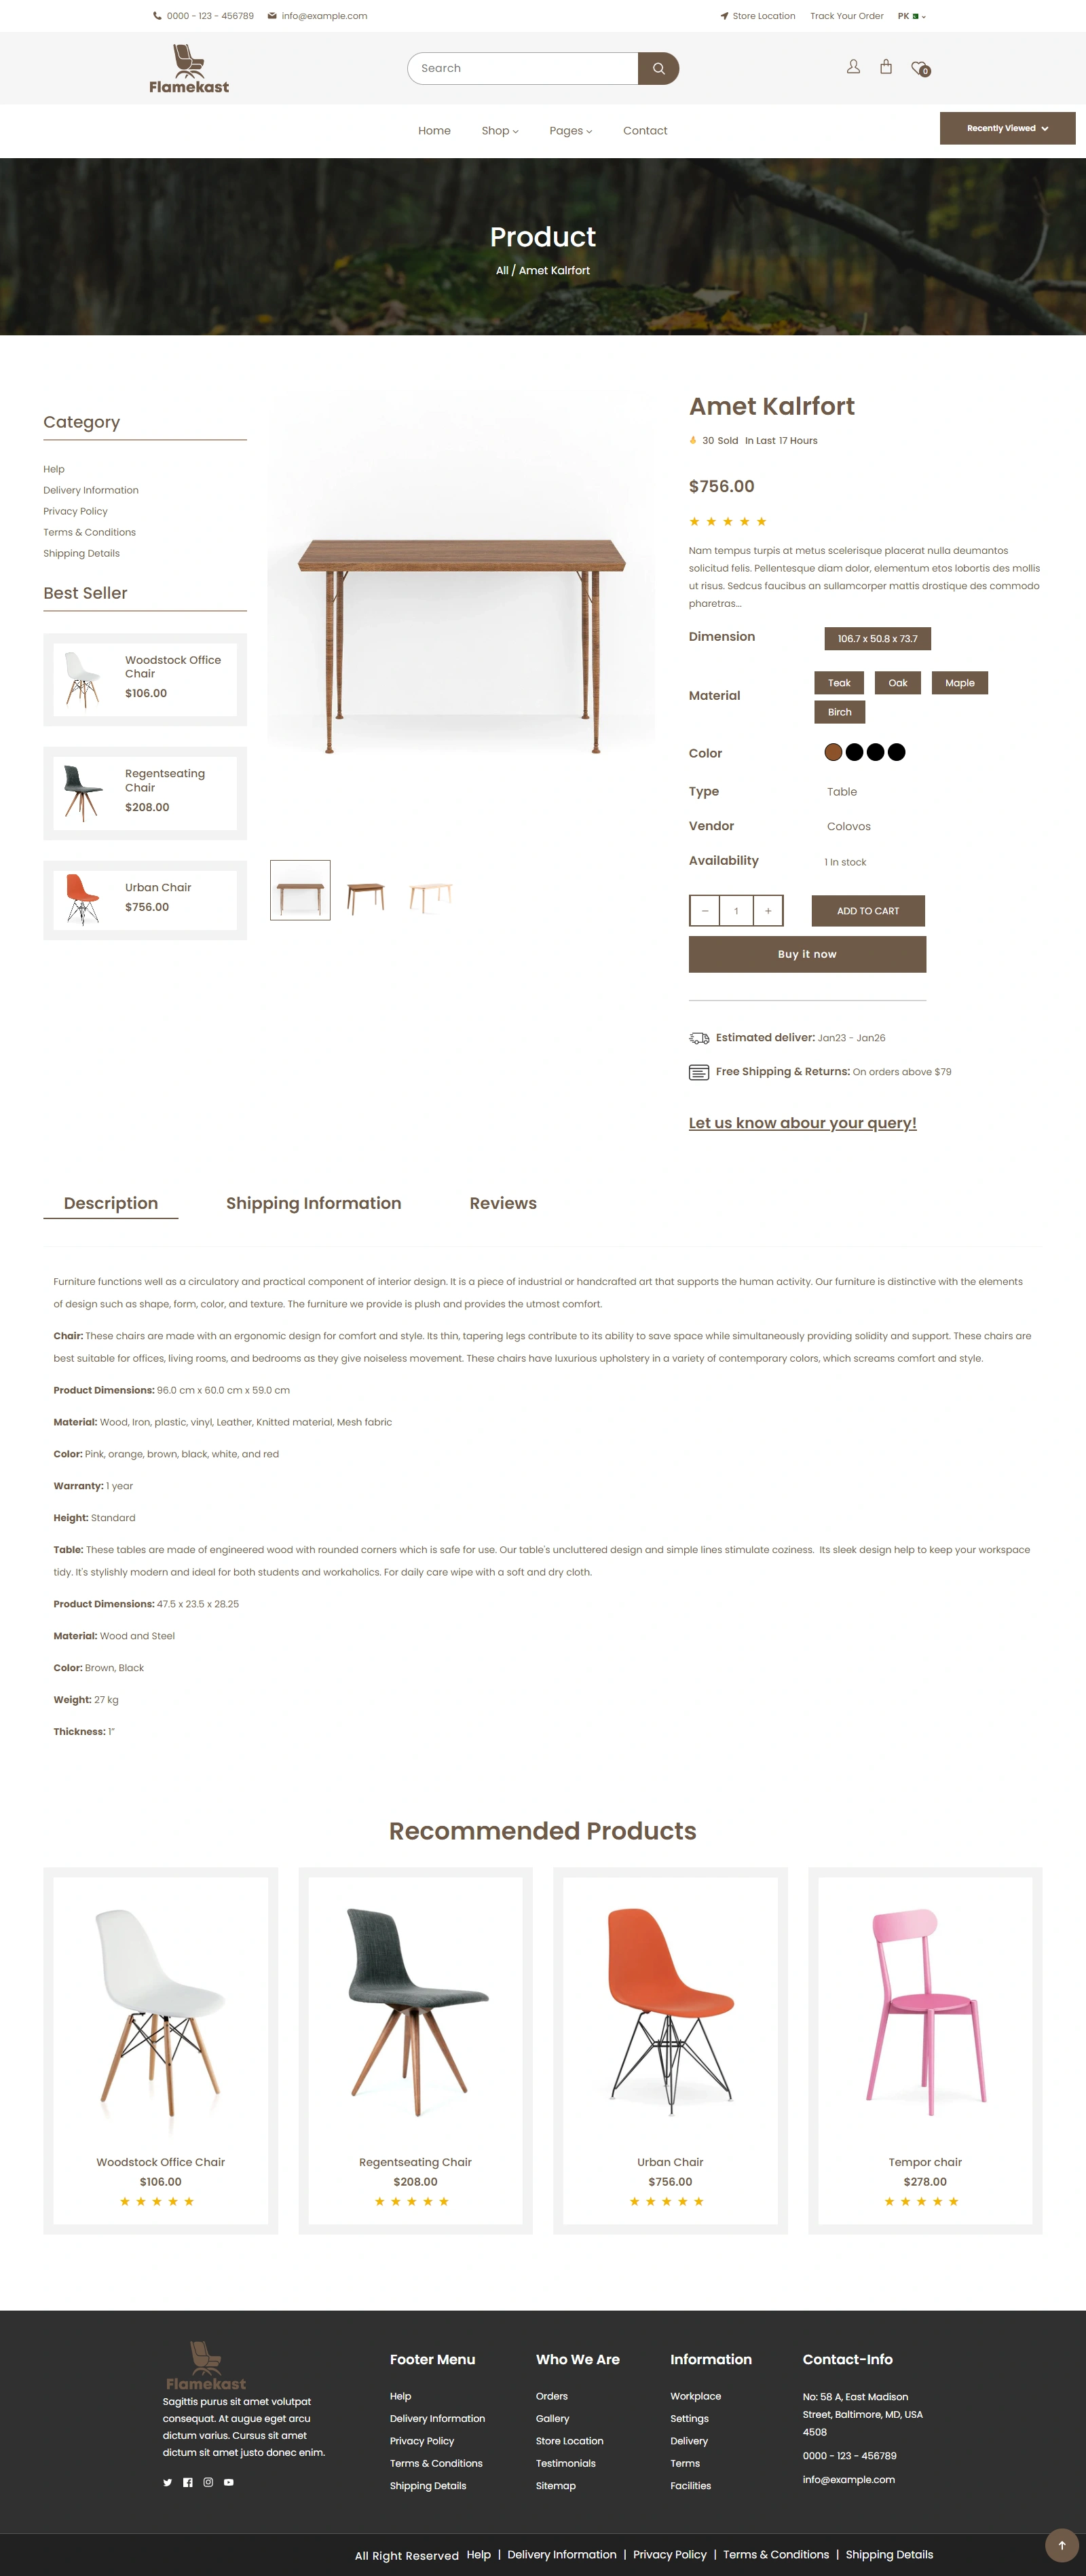 0000 - 123 - 456789 info@example.com Store Location Track Your Order PK
Flamekast
Search
0
Home Shop Pages Contact
Recently Viewed
Product
All / Amet Kalrfort
Category
Help
Delivery Information
Privacy Policy
Terms & Conditions
Shipping Details
Best Seller
Woodstock Office
Chair
$106.00
Regentseating
Chair
$208.00
Urban Chair
$756.00
Amet Kalrfort
30 Sold In Last 17 Hours
$756.00
Nam tempus turpis at metus scelerisque placerat nulla deumantos
solicitud felis. Pellentesque diam dolor, elementum etos lobortis des mollis
ut risus. Sedcus faucibus an sullamcorper mattis drostique des commodo
pharetras...
Dimension 106.7 x 50.8 x 73.7
Material Teak Oak Maple
Birch
Color
Type Table
Vendor Colovos
Availability 1 In stock
− 1 + ADD TO CART
Buy it now
Estimated deliver: Jan23 - Jan26
Free Shipping & Returns: On orders above $79
Let us know abour your query!
Description Shipping Information Reviews
Furniture functions well as a circulatory and practical component of interior design. It is a piece of industrial or handcrafted art that supports the human activity. Our furniture is distinctive with the elements
of design such as shape, form, color, and texture. The furniture we provide is plush and provides the utmost comfort.
Chair: These chairs are made with an ergonomic design for comfort and style. Its thin, tapering legs contribute to its ability to save space while simultaneously providing solidity and support. These chairs are
best suitable for offices, living rooms, and bedrooms as they give noiseless movement. These chairs have luxurious upholstery in a variety of contemporary colors, which screams comfort and style.
Product Dimensions: 96.0 cm x 60.0 cm x 59.0 cm
Material: Wood, Iron, plastic, vinyl, Leather, Knitted material, Mesh fabric
Color: Pink, orange, brown, black, white, and red
Warranty: 1 year
Height: Standard
Table: These tables are made of engineered wood with rounded corners which is safe for use. Our table's uncluttered design and simple lines stimulate coziness. Its sleek design help to keep your workspace
tidy. It's stylishly modern and ideal for both students and workaholics. For daily care wipe with a soft and dry cloth.
Product Dimensions: 47.5 x 23.5 x 28.25
Material: Wood and Steel
Color: Brown, Black
Weight: 27 kg
Thickness: 1″
Recommended Products
Woodstock Office Chair
$106.00
Regentseating Chair
$208.00
Urban Chair
$756.00
Tempor chair
$278.00
Flamekast
Sagittis purus sit amet volutpat
consequat. At augue eget arcu
dictum varius. Cursus sit amet
dictum sit amet justo donec enim.
Footer Menu
Help
Delivery Information
Privacy Policy
Terms & Conditions
Shipping Details
Who We Are
Orders
Gallery
Store Location
Testimonials
Sitemap
Information
Workplace
Settings
Delivery
Terms
Facilities
Contact-Info
No: 58 A, East Madison
Street, Baltimore, MD, USA
4508
0000 - 123 - 456789
info@example.com
All Right Reserved Help | Delivery Information | Privacy Policy | Terms & Conditions | Shipping Details